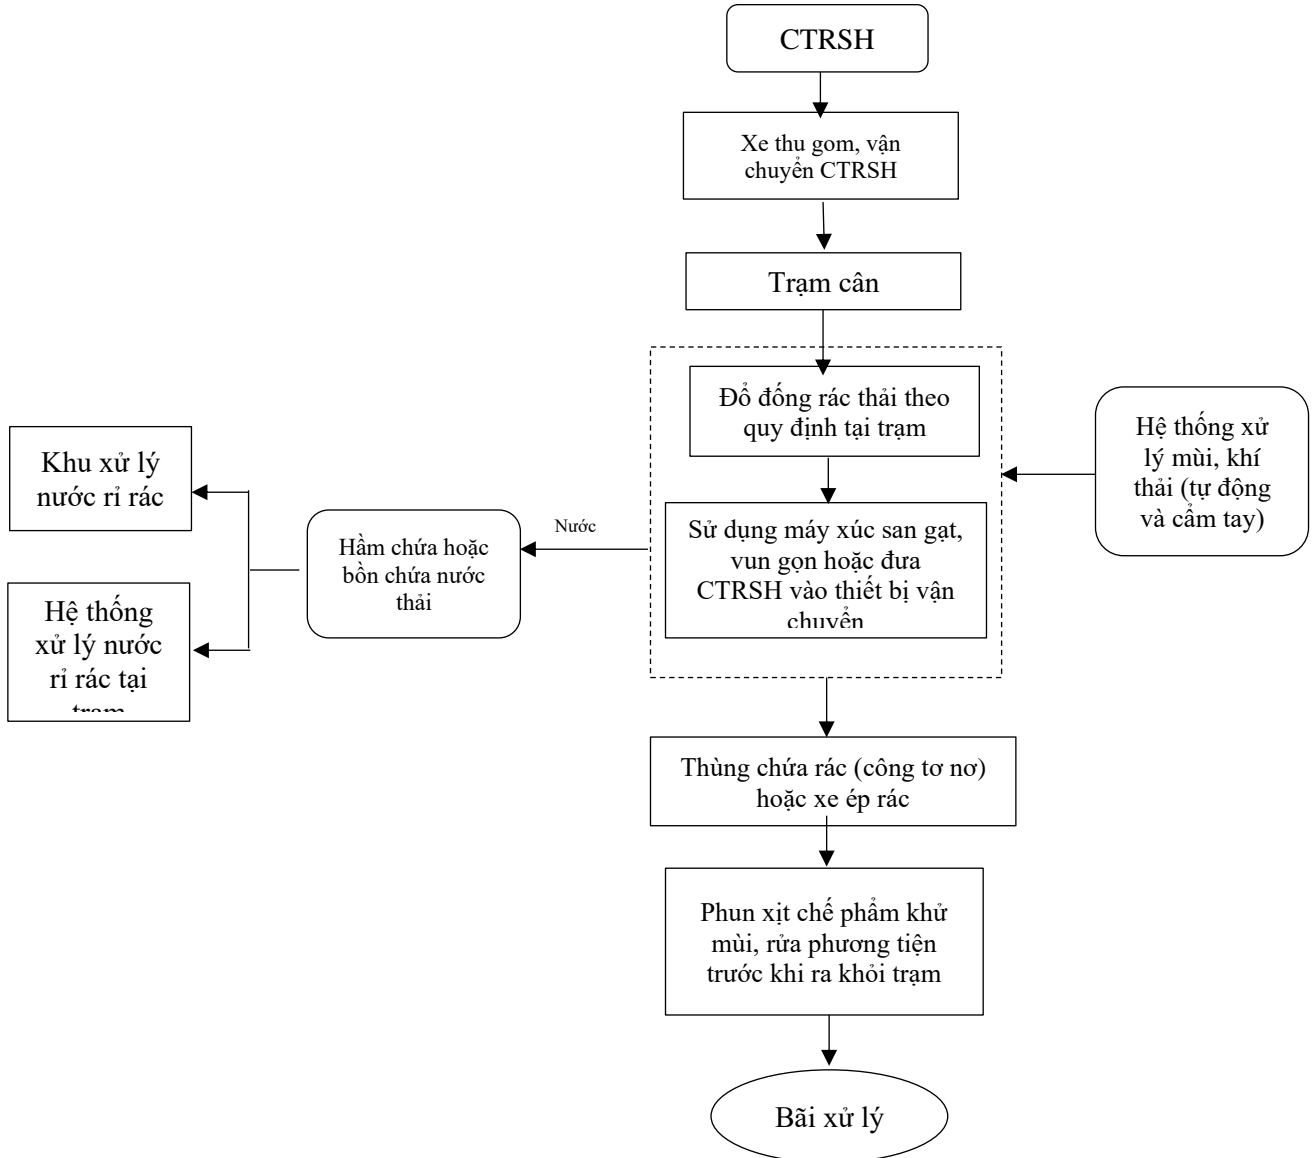 CTRSH
Xe thu gom, vận
chuyển CTRSH
Trạm cân
Đổ đống rác thải theo
quy định tại trạm
Hệ thống xử
lý mùi, khí
thải (tự động
và cầm tay)
Khu xử lý
nước rỉ rác
Sử dụng máy xúc san gạt,
vun gọn hoặc đưa
CTRSH vào thiết bị vận
chuyển
Nước
Hầm chứa hoặc
bồn chứa nước
thải
Hệ thống
xử lý nước
rỉ rác tại
trạm
Thùng chứa rác (công tơ nơ)
hoặc xe ép rác
Phun xịt chế phẩm khử
mùi, rửa phương tiện
trước khi ra khỏi trạm
Bãi xử lý